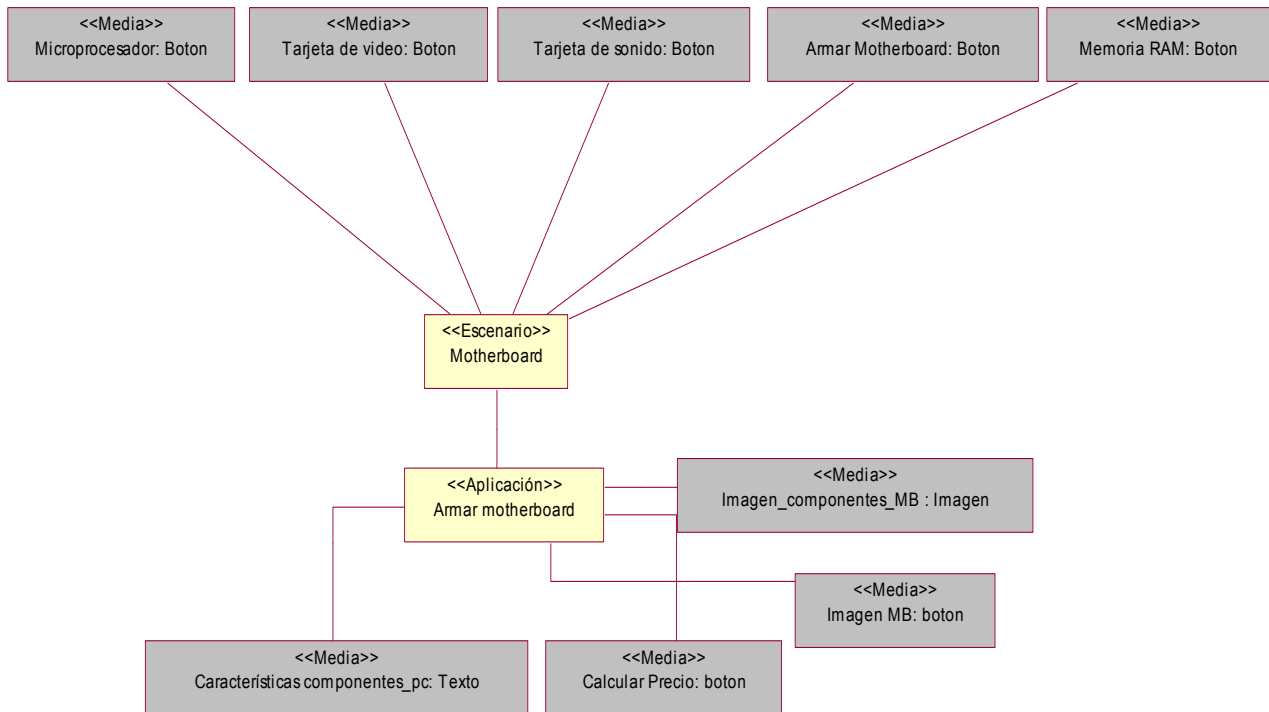 <<Media>>
Microprocesador: Boton
<<Media>>
Tarjeta de video: Boton
<<Media>>
Tarjeta de sonido: Boton
<<Media>>
Armar Motherboard: Boton
<<Media>>
Memoria RAM: Boton
<<Escenario>>
Motherboard
<<Aplicación>>
Armar motherboard
<<Media>>
Imagen_componentes_MB : Imagen
<<Media>>
Imagen MB: boton
<<Media>>
Características componentes_pc: Texto
<<Media>>
Calcular Precio: boton